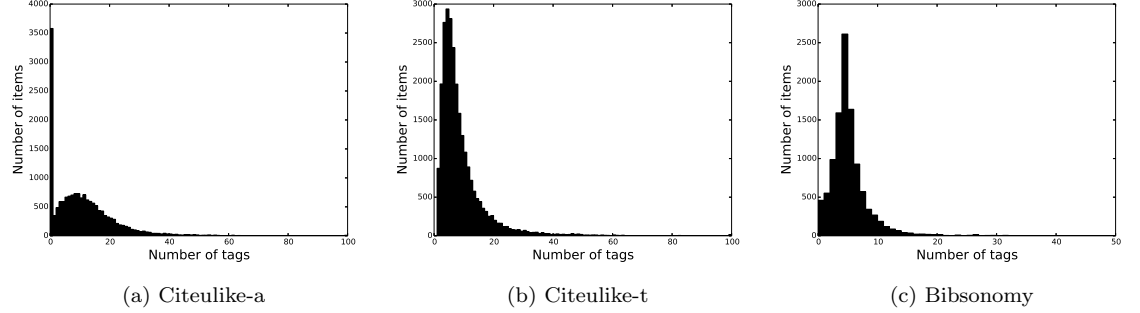 4000
3500
3000
2500
2000
1500
1000
500
0
0 20 40 60 80 100
Number of items
Number of tags
(a) Citeulike-a
3000
2500
2000
1500
1000
500
0
0 20 40 60 80 100
Number of items
Number of tags
(b) Citeulike-t
3000
2500
2000
1500
1000
500
0
0 10 20 30 40 50
Number of items
Number of tags
(c) Bibsonomy